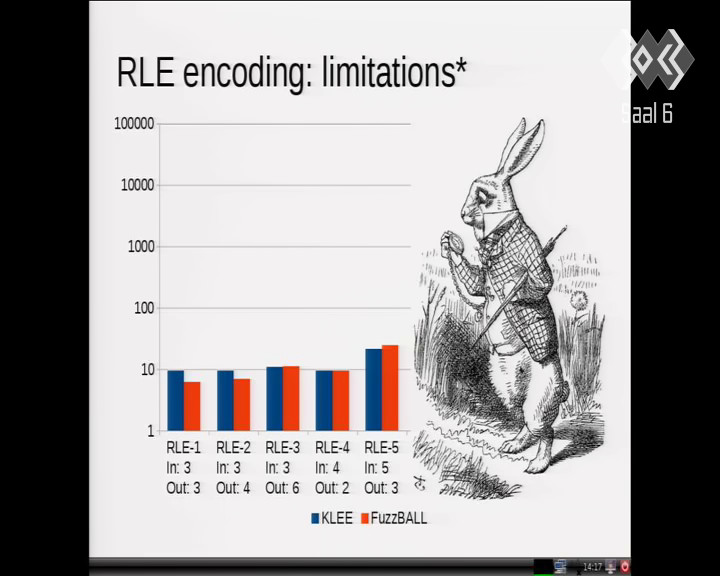 RLE encoding: limitations*
Saal 6
100000
10000
1000
100
10
1
RLE-1 RLE-2 RLE-3 RLE-4 RLE-5
In: 3 In: 3 In: 3 In: 4 In: 5
Out: 3 Out: 4 Out: 6 Out: 2 Out: 3
KLEE FuzzBALL
14:17